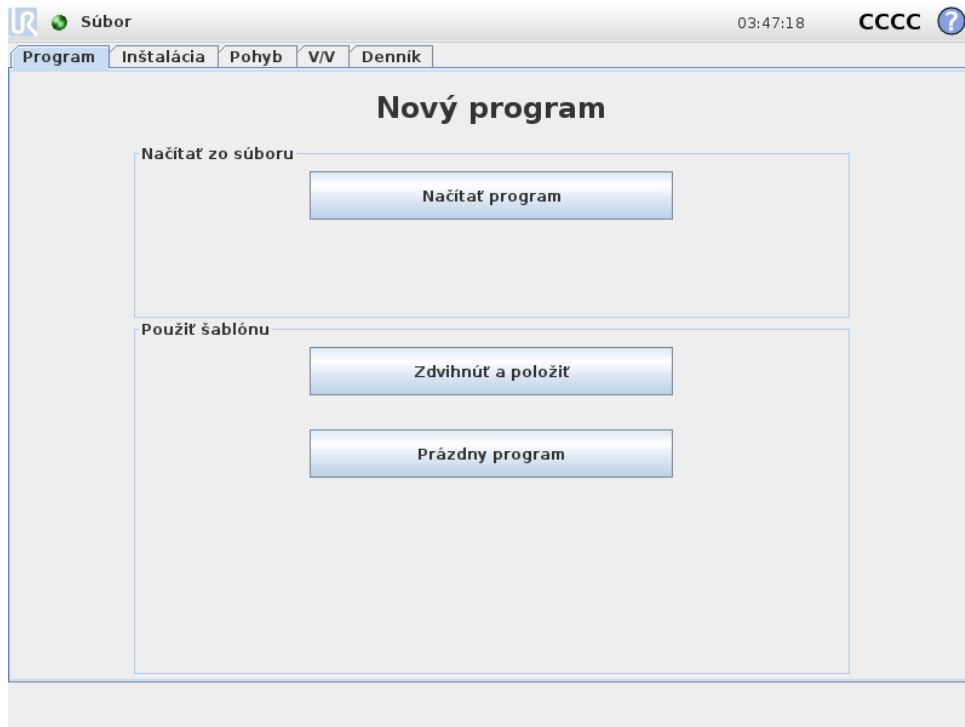 UR Súbor 03:47:18 CCCC ?
Program Inštalácia Pohyb V/V Denník
Nový program
Načítať zo súboru
Načítať program
Použiť šablónu
Zdvihnúť a položiť
Prázdny program